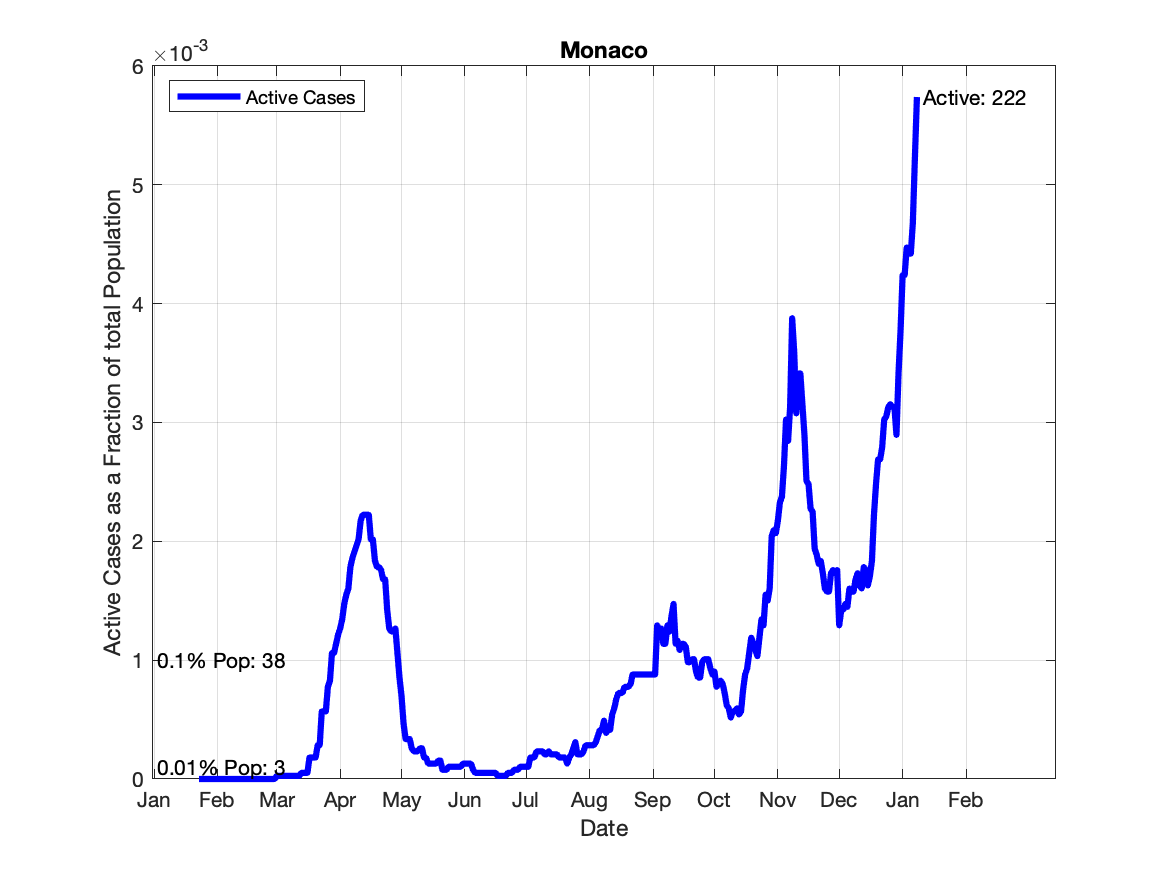 Monaco
×10-3
Active Cases
Active: 222
6
5
4
3
2
1
0
Active Cases as a Fraction of total Population
0.1% Pop: 38
0.01% Pop: 3
Jan Feb Mar Apr May Jun Jul Aug Sep Oct Nov Dec Jan Feb
Date